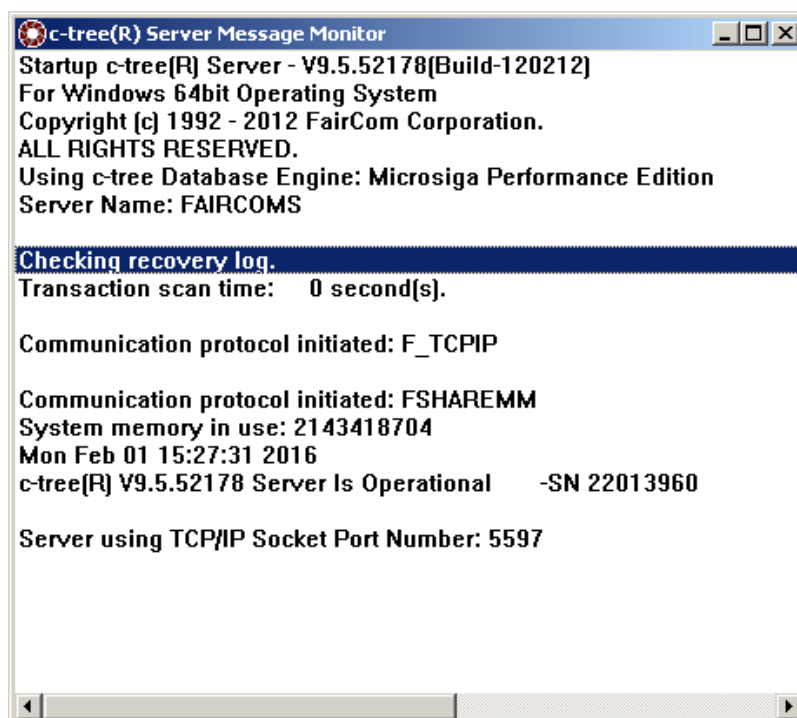 c-tree(R) Server Message Monitor
Startup c-tree(R) Server - V9.5.52178(Build-120212)
For Windows 64bit Operating System
Copyright (c) 1992 - 2012 FairCom Corporation.
ALL RIGHTS RESERVED.
Using c-tree Database Engine: Microsiga Performance Edition
Server Name: FAIRCOMS
Checking recovery log.
Transaction scan time: 0 second(s).
Communication protocol initiated: F_TCPIP
Communication protocol initiated: FSHAREMM
System memory in use: 2143418704
Mon Feb 01 15:27:31 2016
c-tree(R) V9.5.52178 Server Is Operational -SN 22013960
Server using TCP/IP Socket Port Number: 5597